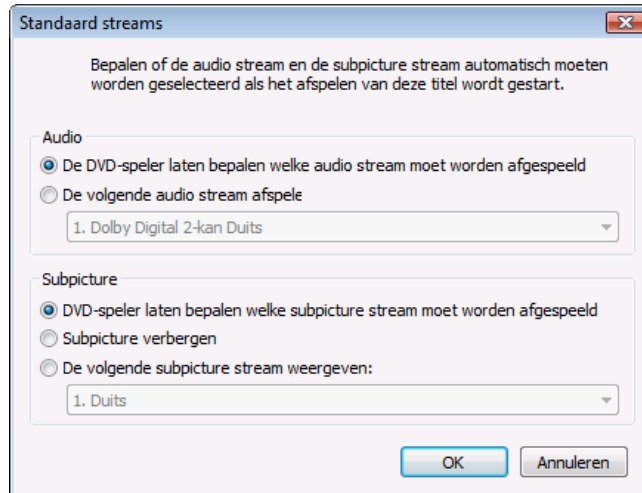 Standaard streams
Bepalen of de audio stream en de subpicture stream automatisch moeten
worden geselecteerd als het afspelen van deze titel wordt gestart.
Audio
De DVD-speler laten bepalen welke audio stream moet worden afgespeeld
De volgende audio stream afspele
1. Dolby Digital 2-kan Duits
Subpicture
DVD-speler laten bepalen welke subpicture stream moet worden afgespeeld
Subpicture verbergen
De volgende subpicture stream weergeven:
1. Duits
OK
Annuleren